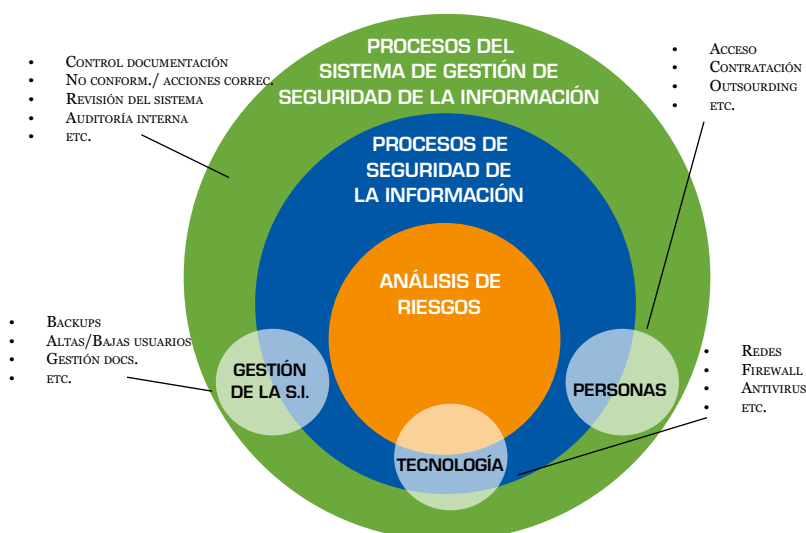 PROCESOS DEL
SISTEMA DE GESTIÓN DE
SEGURIDAD DE LA INFORMACIÓN
• Control documentación
• No conform./ acciones correc.
• Revisión del sistema
• Auditoría interna
• etc.
• Acceso
• Contratación
• Outsourding
• etc.
PROCESOS DE
SEGURIDAD DE
LA INFORMACIÓN
ANÁLISIS DE
RIESGOS
• Backups
• Altas/Bajas usuarios
• Gestión docs.
• etc.
GESTIÓN
DE LA S.I.
PERSONAS
• Redes
• Firewall
• Antivirus
• etc.
TECNOLOGÍA